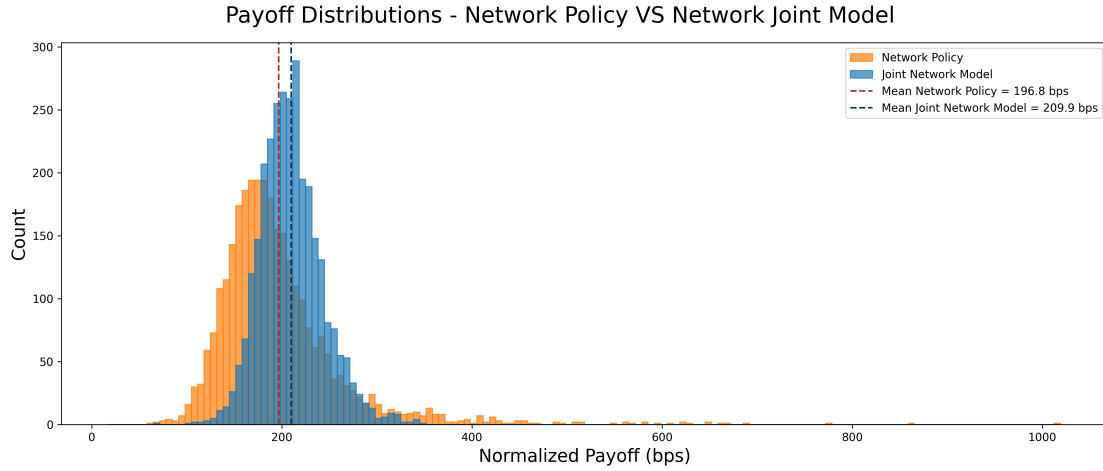 Payoff Distributions - Network Policy VS Network Joint Model
Network Policy
Joint Network Model
Mean Network Policy = 196.8 bps
Mean Joint Network Model = 209.9 bps
Count
300
250
200
150
100
50
0
0 200 400 600 800 1000
Normalized Payoff (bps)